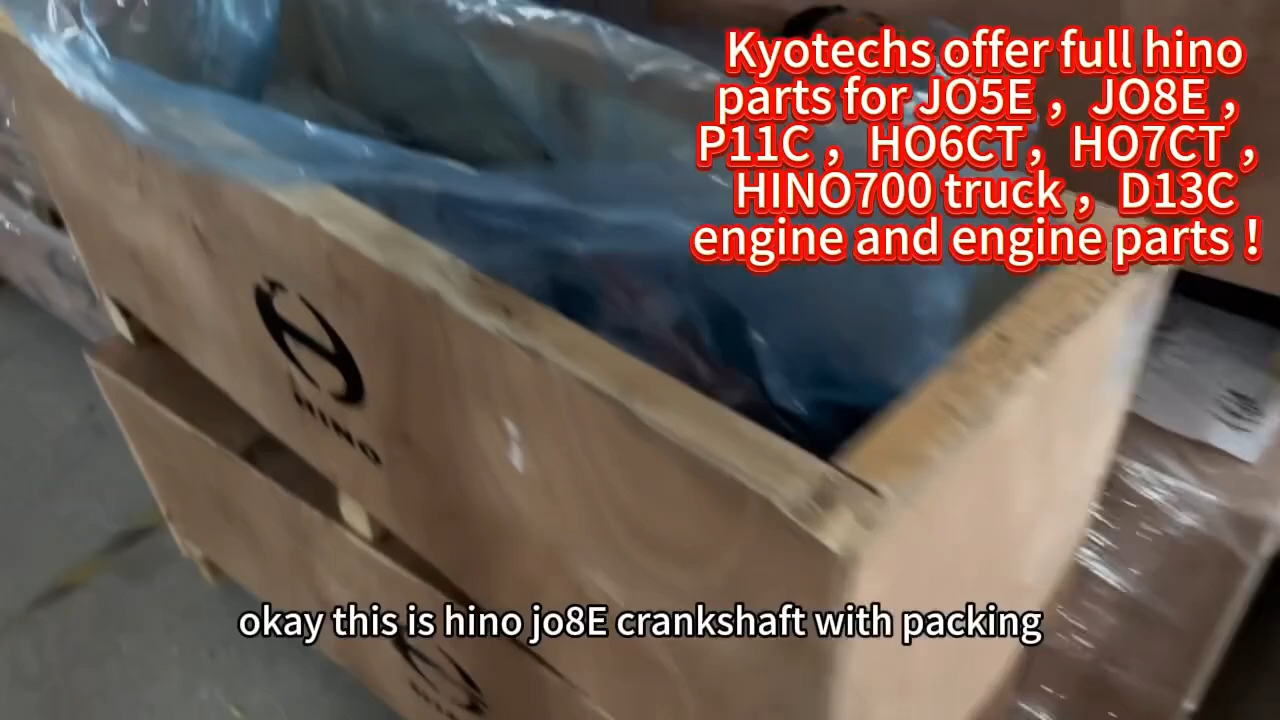 Kyotechs offer full hino
parts for JO5E ， JO8E ，
P11C ， HO6CT， HO7CT ，
HINO700 truck ， D13C
engine and engine parts！
HINO
okay this is hino jo8E crankshaft with packing